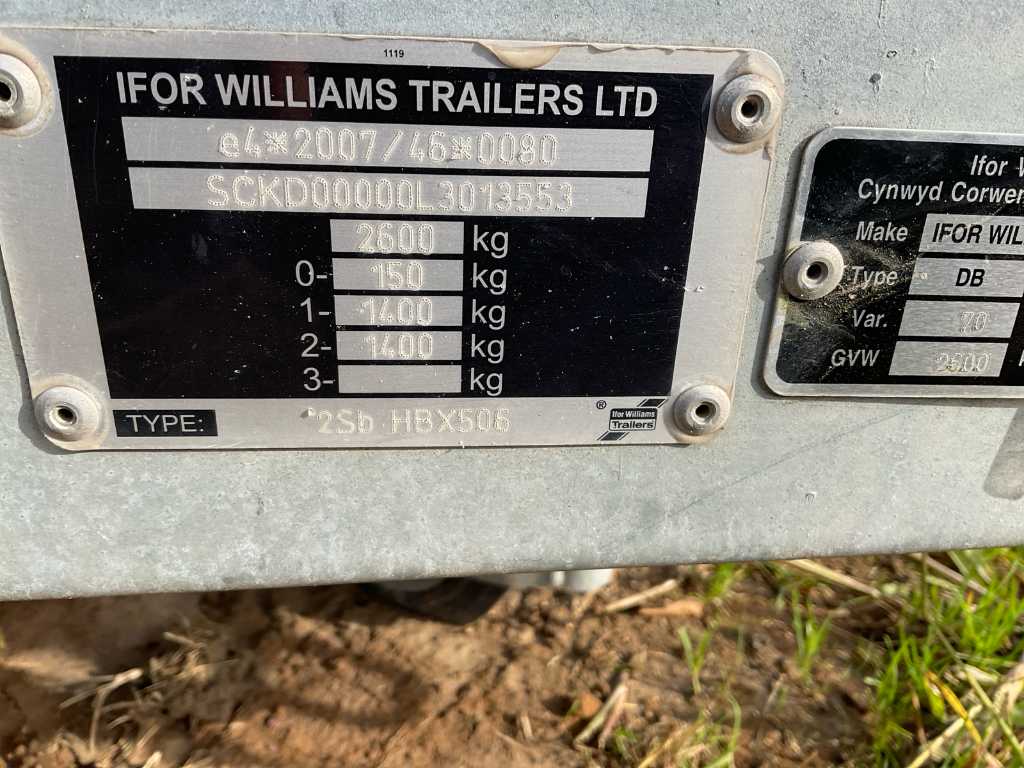 1119
IFOR WILLIAMS TRAILERS LTD
e4*2007/46*0080
SCKD00000L3013553
2600 kg
0- 150 kg
1- 1400 kg
2- 1400 kg
3- kg
TYPE: 2Sb HBX506
® Ifor Williams
Trailers
Ifor W
Cynwyd Corwen
Make IFOR WIL
Type DB
Var. 70
GVW 2600